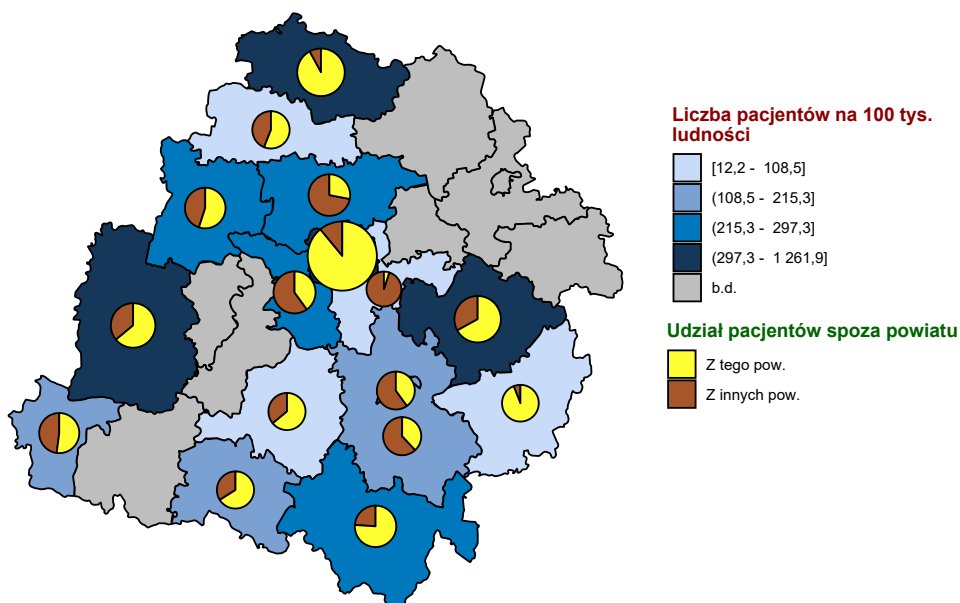 Liczba pacjentów na 100 tys.
ludności
[12,2 - 108,5]
(108,5 - 215,3]
(215,3 - 297,3]
(297,3 - 1 261,9]
b.d.
Udział pacjentów spoza powiatu
Z tego pow.
Z innych pow.